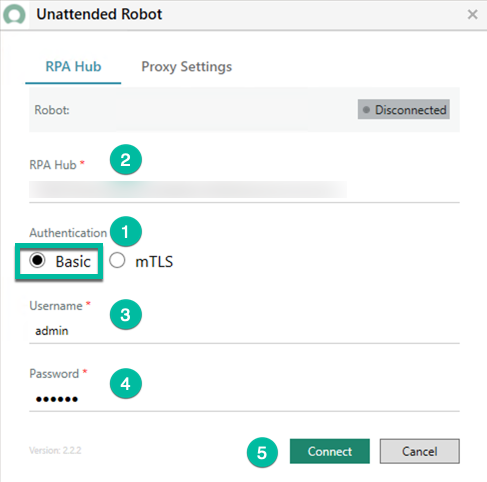 Unattended Robot
RPA Hub Proxy Settings
Robot: Disconnected
RPA Hub * 2
Authentication 1
Basic mTLS
Username * 3
admin
Password * 4
••••••
Version: 2.2.2 5 Connect Cancel